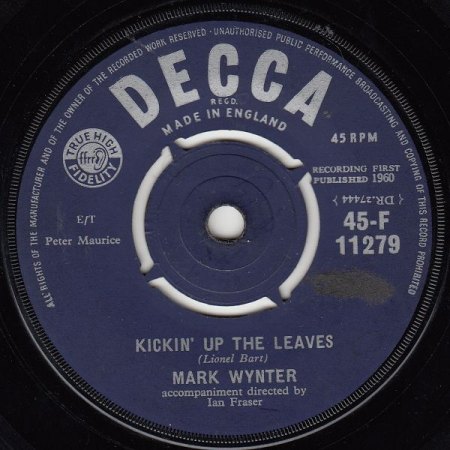 ALL RIGHTS OF THE MANUFACTURER AND OF THE OWNER OF THE RECORDED WORK RESERVED · UNAUTHORISED PUBLIC PERFORMANCE BROADCASTING AND COPYING OF THIS RECORD PROHIBITED
DECCA
REGD.
MADE IN ENGLAND
TRUE HIGH
ffrr
FIDELITY
45 RPM
RECORDING FIRST
PUBLISHED 1960
E/T
Peter Maurice
(DR.27444)
45-F
11279
KICKIN' UP THE LEAVES
(Lionel Bart)
MARK WYNTER
accompaniment directed by
Ian Fraser